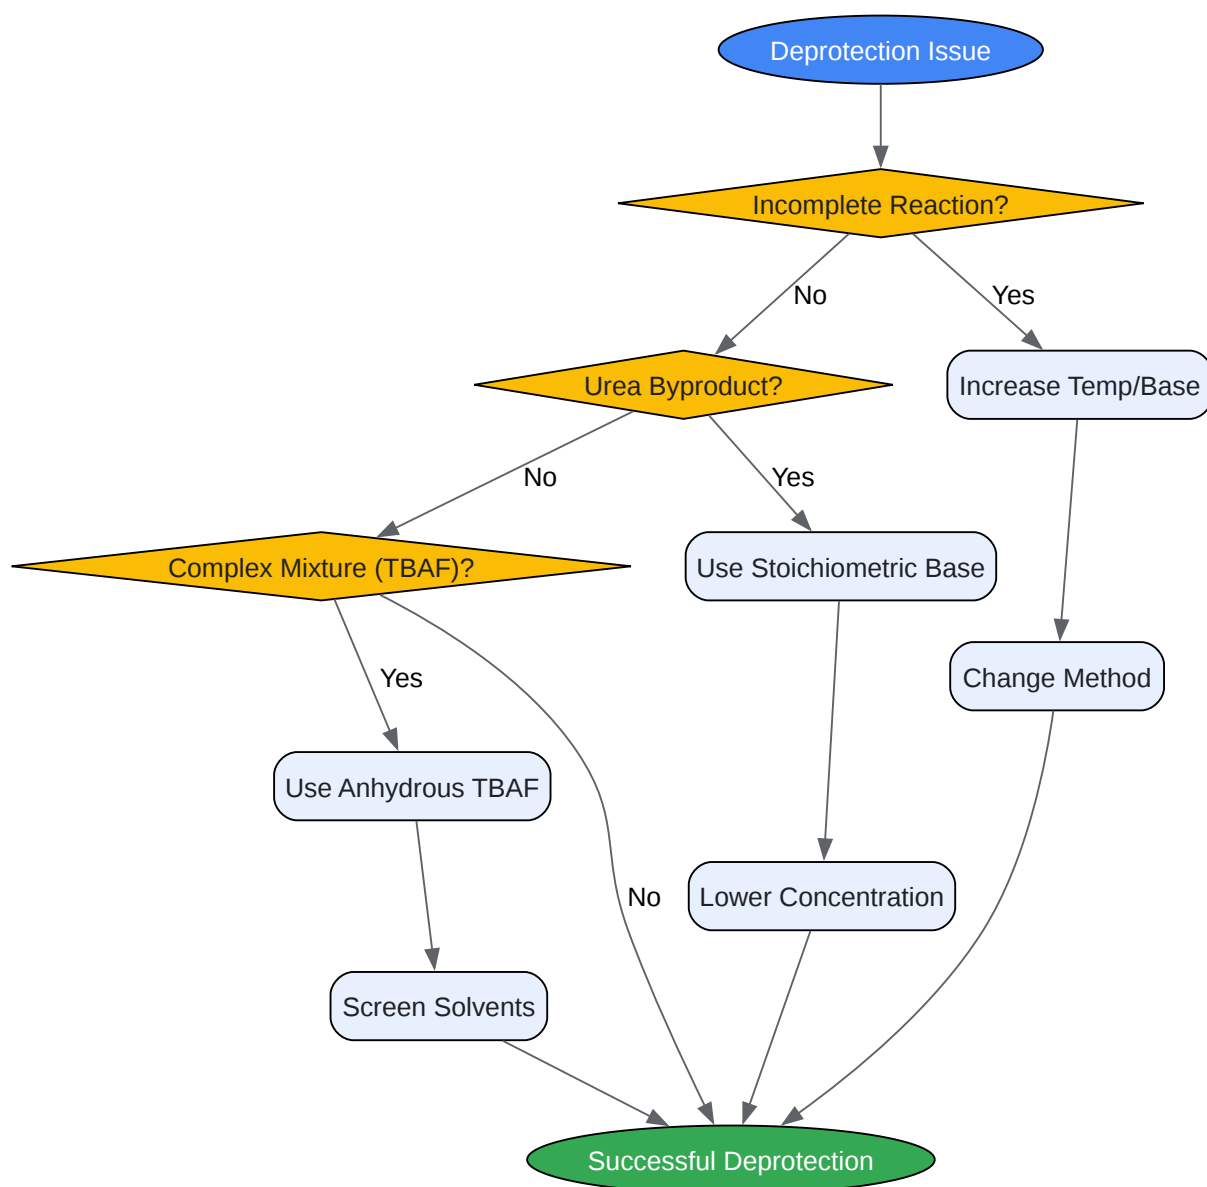 Deprotection Issue
Incomplete Reaction?
No
Yes
Urea Byproduct?
Increase Temp/Base
No
Yes
Complex Mixture (TBAF)?
Use Stoichiometric Base
Yes
Change Method
Use Anhydrous TBAF
No
Lower Concentration
Screen Solvents
Successful Deprotection